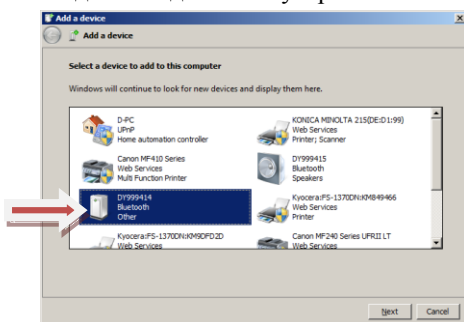 Add a device
Add a device
Select a device to add to this computer
Windows will continue to look for new devices and display them here.
D-PC
UPnP
Home automation controller
KONICA MINOLTA 215(DE:D1:99)
Web Services
Printer; Scanner
Canon MF410 Series
Web Services
Multi Function Printer
DY999415
Bluetooth
Speakers
DY999414
Bluetooth
Other
Kyocera:FS-1370DN:KM849466
Web Services
Printer
Kyocera:FS-1370DN:KM9DFD2D
Web Services
Canon MF240 Series UFRII LT
Web Services
Next
Cancel